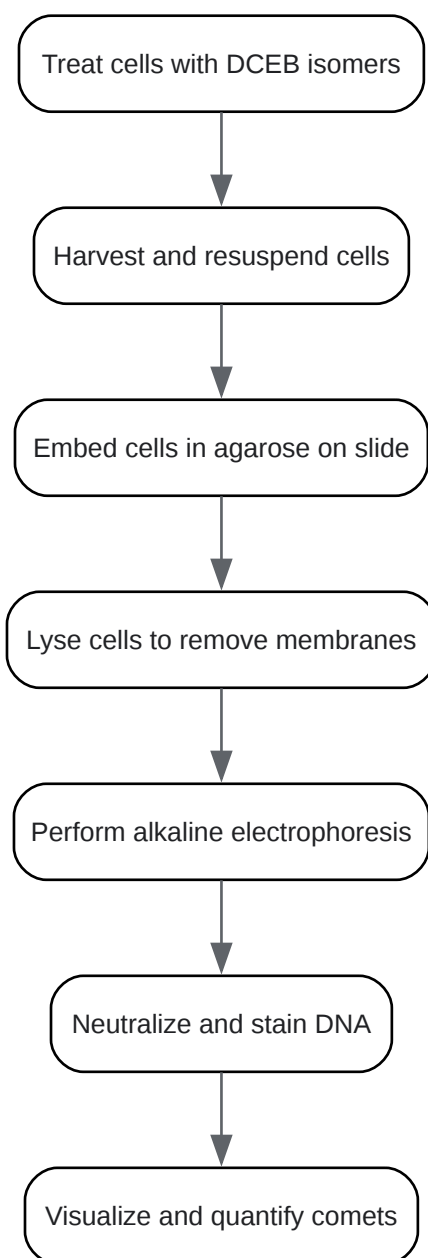 Treat cells with DCEB isomers
Harvest and resuspend cells
Embed cells in agarose on slide
Lyse cells to remove membranes
Perform alkaline electrophoresis
Neutralize and stain DNA
Visualize and quantify comets